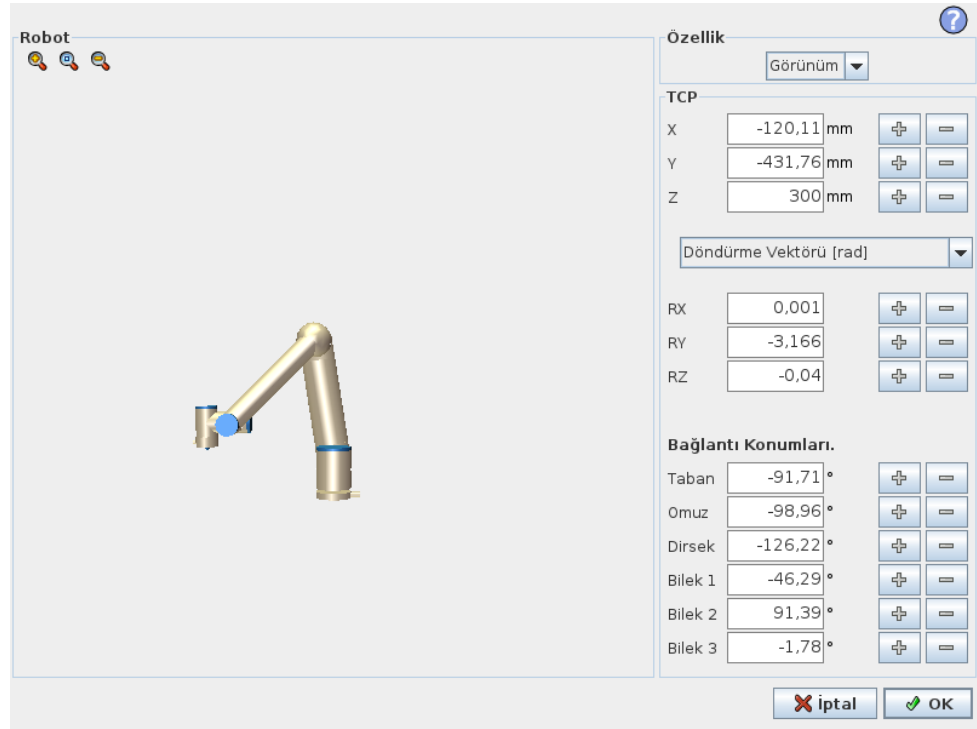 Robot
?
Özellik
Görünüm
TCP
X -120,11 mm
Y -431,76 mm
Z 300 mm
Döndürme Vektörü [rad]
RX 0,001
RY -3,166
RZ -0,04
Bağlantı Konumları.
Taban -91,71 °
Omuz -98,96 °
Dirsek -126,22 °
Bilek 1 -46,29 °
Bilek 2 91,39 °
Bilek 3 -1,78 °
İptal OK